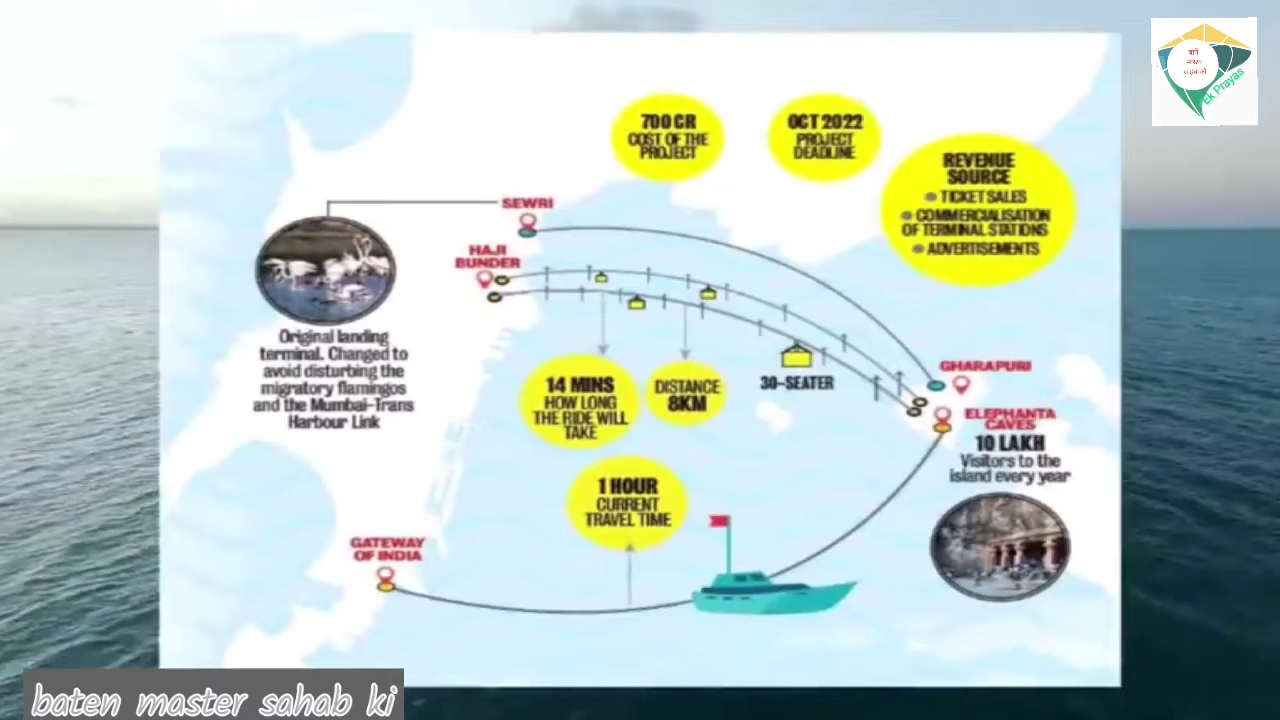 700 CR
COST OF THE
PROJECT
OCT 2022
PROJECT
DEADLINE
REVENUE
SOURCE
TICKET SALES
COMMERCIALISATION
OF TERMINAL STATIONS
ADVERTISEMENTS
Ek Prayas
SEWRI
HAJI
BUNDER
Original landing
terminal. Changed to
avoid disturbing the
migratory flamingos
and the Mumbai-Trans
Harbour Link
14 MINS
HOW LONG
THE RIDE WILL
TAKE
DISTANCE
8KM
30-SEATER
GHARAPURI
ELEPHANTA
CAVES
10 LAKH
Visitors to the
island every year
1 HOUR
CURRENT
TRAVEL TIME
GATEWAY
OF INDIA
baten master sahab ki